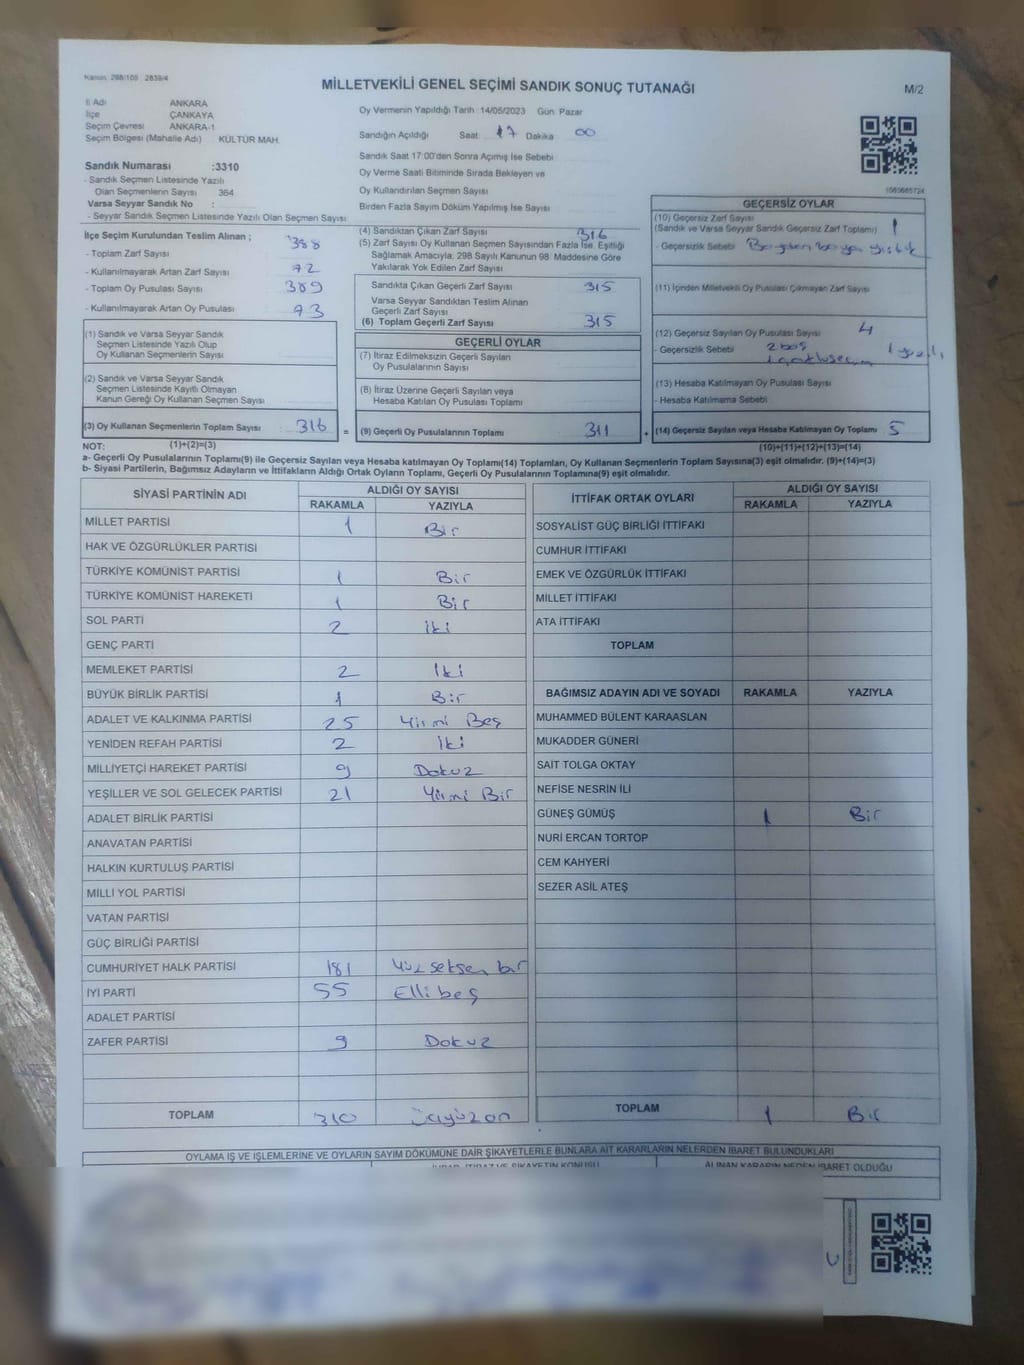 Kanun: 298/105 2839/4
MİLLETVEKİLİ GENEL SEÇİMİ SANDIK SONUÇ TUTANAĞI
M/2
İl Adı ANKARA
İlçe ÇANKAYA
Seçim Çevresi ANKARA-1
Seçim Bölgesi (Mahalle Adı) KÜLTÜR MAH.
Oy Vermenin Yapıldığı Tarih : 14/05/2023 Gün: Pazar
Sandığın Açıldığı Saat: 17 Dakika 00
Sandık Saat 17:00'den Sonra Açımış İse Sebebi
Oy Verme Saati Bitiminde Sırada Bekleyen ve
Oy Kullandırılan Seçmen Sayısı
Birden Fazla Sayım Döküm Yapılmış İse Sayısı
Sandık Numarası :3310
- Sandık Seçmen Listesinde Yazılı
Olan Seçmenlerin Sayısı 364
Varsa Seyyar Sandık No :
- Seyyar Sandık Seçmen Listesinde Yazılı Olan Seçmen Sayısı:
İlçe Seçim Kurulundan Teslim Alınan ;
- Toplam Zarf Sayısı 388
- Kullanılmayarak Artan Zarf Sayısı 72
- Toplam Oy Pusulası Sayısı 389
- Kullanılmayarak Artan Oy Pusulası 73
(1) Sandık ve Varsa Seyyar Sandık
Seçmen Listesinde Yazılı Olup
Oy Kullanan Seçmenlerin Sayısı
(2) Sandık ve Varsa Seyyar Sandık
Seçmen Listesinde Kayıtlı Olmayan
Kanun Gereği Oy Kullanan Seçmen Sayısı
(3) Oy Kullanan Seçmenlerin Toplam Sayısı 316
(4) Sandıktan Çıkan Zarf Sayısı 316
(5) Zarf Sayısı Oy Kullanan Seçmen Sayısından Fazla İse, Eşitliği
Sağlamak Amacıyla, 298 Sayılı Kanunun 98. Maddesine Göre
Yakılarak Yok Edilen Zarf Sayısı
Sandıkta Çıkan Geçerli Zarf Sayısı 315
Varsa Seyyar Sandıktan Teslim Alınan
Geçerli Zarf Sayısı
(6) Toplam Geçerli Zarf Sayısı 315
GEÇERLİ OYLAR
(7) İtiraz Edilmeksizin Geçerli Sayılan
Oy Pusulalarının Sayısı
(8) İtiraz Üzerine Geçerli Sayılan veya
Hesaba Katılan Oy Pusulası Toplamı
= (9) Geçerli Oy Pusulalarının Toplamı 311
GEÇERSİZ OYLAR
(10) Geçersiz Zarf Sayısı 1
(Sandık ve Varsa Seyyar Sandık Geçersiz Zarf Toplamı)
- Geçersizlik Sebebi
(11) İçinden Milletvekili Oy Pusulası Çıkmayan Zarf Sayısı
(12) Geçersiz Sayılan Oy Pusulası Sayısı 4
- Geçersizlik Sebebi 2 boş
(13) Hesaba Katılmayan Oy Pusulası Sayısı
- Hesaba Katılmama Sebebi
+ (14) Geçersiz Sayılan veya Hesaba Katılmayan Oy Toplamı 5
NOT: (1)+(2)=(3) (10)+(11)+(12)+(13)=(14)
a- Geçerli Oy Pusulalarının Toplamı(9) ile Geçersiz Sayılan veya Hesaba katılmayan Oy Toplamı(14) Toplamları, Oy Kullanan Seçmenlerin Toplam Sayısına(3) eşit olmalıdır. (9)+(14)=(3)
b- Siyasi Partilerin, Bağımsız Adayların ve İttifakların Aldığı Ortak Oyların Toplamı, Geçerli Oy Pusulalarının Toplamına(9) eşit olmalıdır.
SİYASİ PARTİNİN ADI ALDIĞI OY SAYISI
RAKAMLA YAZIYLA
MİLLET PARTİSİ 1 Bir
HAK VE ÖZGÜRLÜKLER PARTİSİ
TÜRKİYE KOMÜNİST PARTİSİ 1 Bir
TÜRKİYE KOMÜNİST HAREKETİ 1 Bir
SOL PARTİ 2 iki
GENÇ PARTİ
MEMLEKET PARTİSİ 2 İki
BÜYÜK BİRLİK PARTİSİ 1 Bir
ADALET VE KALKINMA PARTİSİ 25 Yirmi Beş
YENİDEN REFAH PARTİSİ 2 İki
MİLLİYETÇİ HAREKET PARTİSİ 9 Dokuz
YEŞİLLER VE SOL GELECEK PARTİSİ 21 Yirmi Bir
ADALET BİRLİK PARTİSİ
ANAVATAN PARTİSİ
HALKIN KURTULUŞ PARTİSİ
MİLLİ YOL PARTİSİ
VATAN PARTİSİ
GÜÇ BİRLİĞİ PARTİSİ
CUMHURİYET HALK PARTİSİ 181 Yüz seksen bir
İYİ PARTİ 55 Elli beş
ADALET PARTİSİ
ZAFER PARTİSİ 9 Dokuz
TOPLAM 310 Üçyüzon
İTTİFAK ORTAK OYLARI ALDIĞI OY SAYISI
RAKAMLA YAZIYLA
SOSYALİST GÜÇ BİRLİĞİ İTTİFAKI
CUMHUR İTTİFAKI
EMEK VE ÖZGÜRLÜK İTTİFAKI
MİLLET İTTİFAKI
ATA İTTİFAKI
TOPLAM
BAĞIMSIZ ADAYIN ADI VE SOYADI RAKAMLA YAZIYLA
MUHAMMED BÜLENT KARAASLAN
MUKADDER GÜNERİ
SAİT TOLGA OKTAY
NEFİSE NESRİN İLİ
GÜNEŞ GÜMÜŞ 1 Bir
NURİ ERCAN TORTOP
CEM KAHYERİ
SEZER ASİL ATEŞ
TOPLAM 1 Bir
OYLAMA İŞ VE İŞLEMLERİNE VE OYLARIN SAYIM DÖKÜMÜNE DAİR ŞİKAYETLERLE BUNLARA AİT KARARLARIN NELERDEN İBARET BULUNDUKLARI
ALINAN KARARIN NEDEN İBARET OLDUĞU